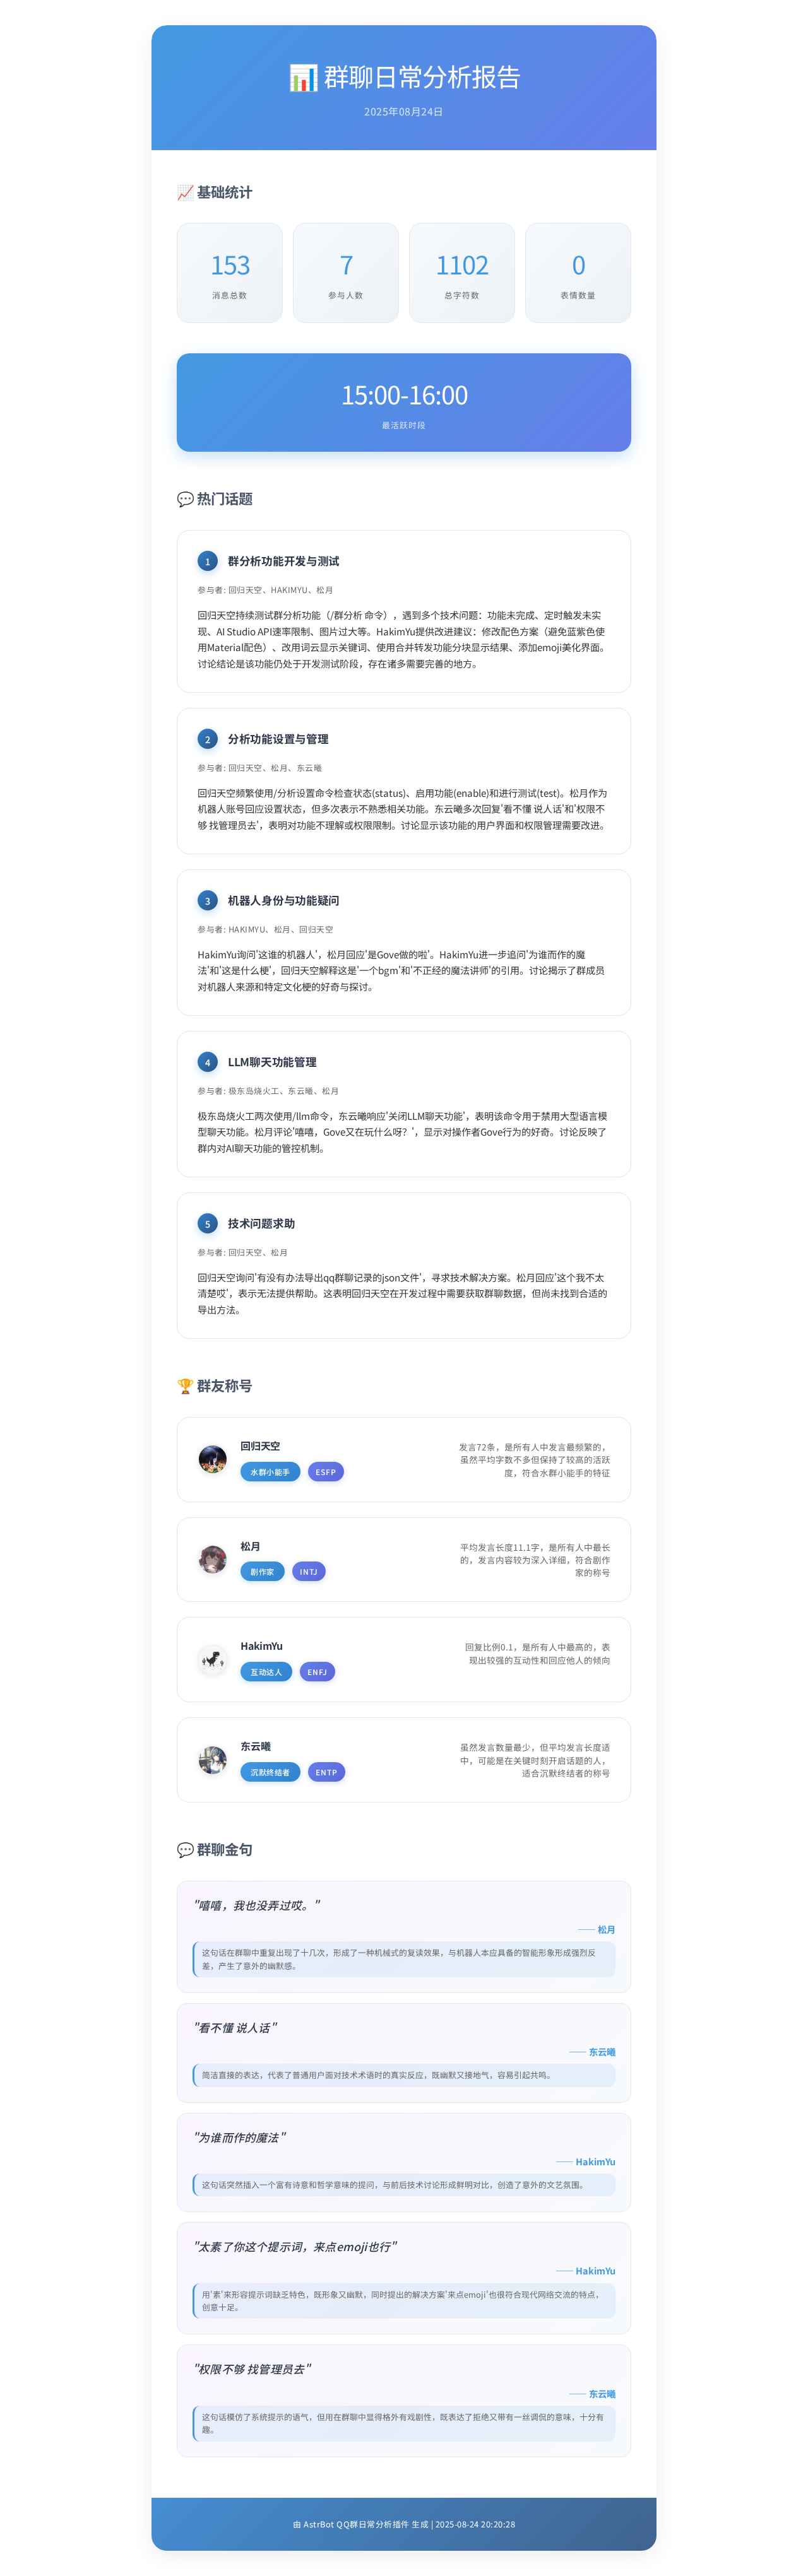 📊 群聊日常分析报告
2025年08月24日
📈 基础统计
153
消息总数
7
参与人数
1102
总字符数
0
表情数量
15:00-16:00
最活跃时段
💬 热门话题
1 群分析功能开发与测试
参与者: 回归天空、HAKIMYU、松月
回归天空持续测试群分析功能（/群分析 命令），遇到多个技术问题：功能未完成、定时触发未实
现、AI Studio API速率限制、图片过大等。HakimYu提供改进建议：修改配色方案（避免蓝紫色使
用Material配色）、改用词云显示关键词、使用合并转发功能分块显示结果、添加emoji美化界面。
讨论结论是该功能仍处于开发测试阶段，存在诸多需要完善的地方。
2 分析功能设置与管理
参与者: 回归天空、松月、东云曦
回归天空频繁使用/分析设置命令检查状态(status)、启用功能(enable)和进行测试(test)。松月作为
机器人账号回应设置状态，但多次表示不熟悉相关功能。东云曦多次回复'看不懂 说人话'和'权限不
够 找管理员去'，表明对功能不理解或权限限制。讨论显示该功能的用户界面和权限管理需要改进。
3 机器人身份与功能疑问
参与者: HAKIMYU、松月、回归天空
HakimYu询问'这谁的机器人'，松月回应'是Gove做的啦'。HakimYu进一步追问'为谁而作的魔
法'和'这是什么梗'，回归天空解释这是'一个bgm'和'不正经的魔法讲师'的引用。讨论揭示了群成员
对机器人来源和特定文化梗的好奇与探讨。
4 LLM聊天功能管理
参与者: 极东岛烧火工、东云曦、松月
极东岛烧火工两次使用/llm命令，东云曦响应'关闭LLM聊天功能'，表明该命令用于禁用大型语言模
型聊天功能。松月评论'嘻嘻，Gove又在玩什么呀？'，显示对操作者Gove行为的好奇。讨论反映了
群内对AI聊天功能的管控机制。
5 技术问题求助
参与者: 回归天空、松月
回归天空询问'有没有办法导出qq群聊记录的json文件'，寻求技术解决方案。松月回应'这个我不太
清楚哎'，表示无法提供帮助。这表明回归天空在开发过程中需要获取群聊数据，但尚未找到合适的
导出方法。
🏆 群友称号
回归天空
水群小能手 ESFP
发言72条，是所有人中发言最频繁的，
虽然平均字数不多但保持了较高的活跃
度，符合水群小能手的特征
松月
剧作家 INTJ
平均发言长度11.1字，是所有人中最长
的，发言内容较为深入详细，符合剧作
家的称号
HakimYu
互动达人 ENFJ
回复比例0.1，是所有人中最高的，表
现出较强的互动性和回应他人的倾向
东云曦
沉默终结者 ENTP
虽然发言数量最少，但平均发言长度适
中，可能是在关键时刻开启话题的人，
适合沉默终结者的称号
💬 群聊金句
"嘻嘻，我也没弄过哎。"
—— 松月
这句话在群聊中重复出现了十几次，形成了一种机械式的复读效果，与机器人本应具备的智能形象形成强烈反
差，产生了意外的幽默感。
"看不懂 说人话"
—— 东云曦
简洁直接的表达，代表了普通用户面对技术术语时的真实反应，既幽默又接地气，容易引起共鸣。
"为谁而作的魔法"
—— HakimYu
这句话突然插入一个富有诗意和哲学意味的提问，与前后技术讨论形成鲜明对比，创造了意外的文艺氛围。
"太素了你这个提示词，来点emoji也行"
—— HakimYu
用'素'来形容提示词缺乏特色，既形象又幽默，同时提出的解决方案'来点emoji'也很符合现代网络交流的特点，
创意十足。
"权限不够 找管理员去"
—— 东云曦
这句话模仿了系统提示的语气，但用在群聊中显得格外有戏剧性，既表达了拒绝又带有一丝调侃的意味，十分有
趣。
由 AstrBot QQ群日常分析插件 生成 | 2025-08-24 20:20:28